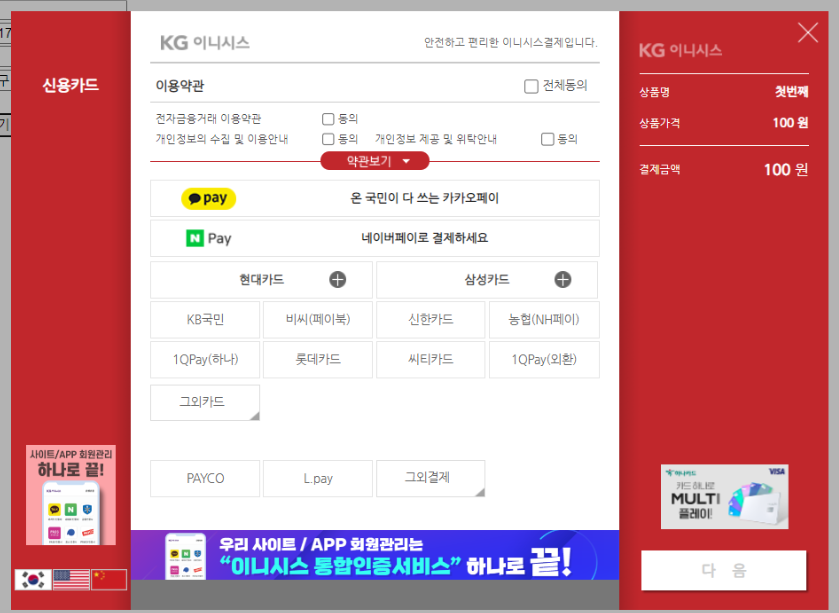 17
구
기
신용카드
KG 이니시스
안전하고 편리한 이니시스결제입니다.
이용약관
전체동의
전자금융거래 이용약관
동의
개인정보의 수집 및 이용안내
동의
개인정보 제공 및 위탁안내
동의
약관보기
pay
온 국민이 다 쓰는 카카오페이
N Pay
네이버페이로 결제하세요
현대카드
삼성카드
KB국민
비씨(페이북)
신한카드
농협(NH페이)
1QPay(하나)
롯데카드
씨티카드
1QPay(외환)
그외카드
PAYCO
L.pay
그외결제
사이트/APP 회원관리
하나로 끝!
우리 사이트 / APP 회원관리는
“이니시스 통합인증서비스” 하나로 끝!
KG 이니시스
상품명
첫번째
상품가격
100 원
결제금액
100 원
하나카드
VISA
카드 하나로
MULTI
플레이!
다 음